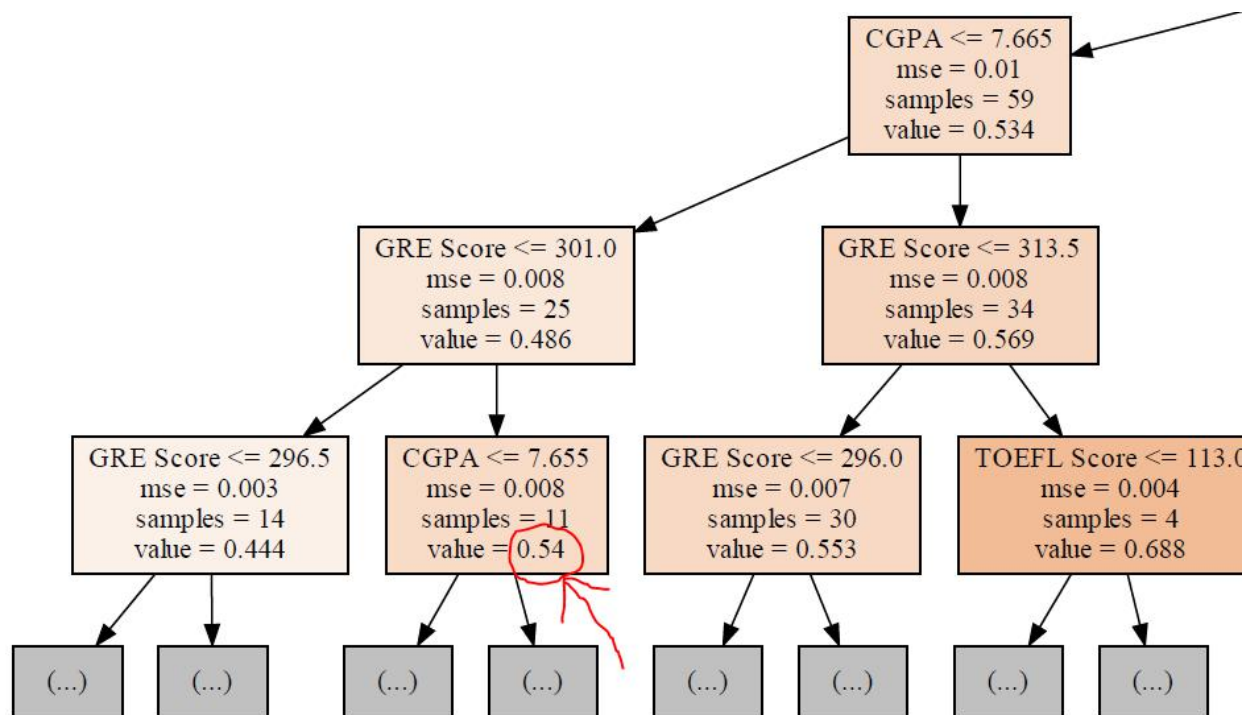 CGPA <= 7.665
mse = 0.01
samples = 59
value = 0.534
GRE Score <= 301.0
mse = 0.008
samples = 25
value = 0.486
GRE Score <= 313.5
mse = 0.008
samples = 34
value = 0.569
GRE Score <= 296.5
mse = 0.003
samples = 14
value = 0.444
CGPA <= 7.655
mse = 0.008
samples = 11
value = 0.54
GRE Score <= 296.0
mse = 0.007
samples = 30
value = 0.553
TOEFL Score <= 113.0
mse = 0.004
samples = 4
value = 0.688
(...)
(...)
(...)
(...)
(...)
(...)
(...)
(...)